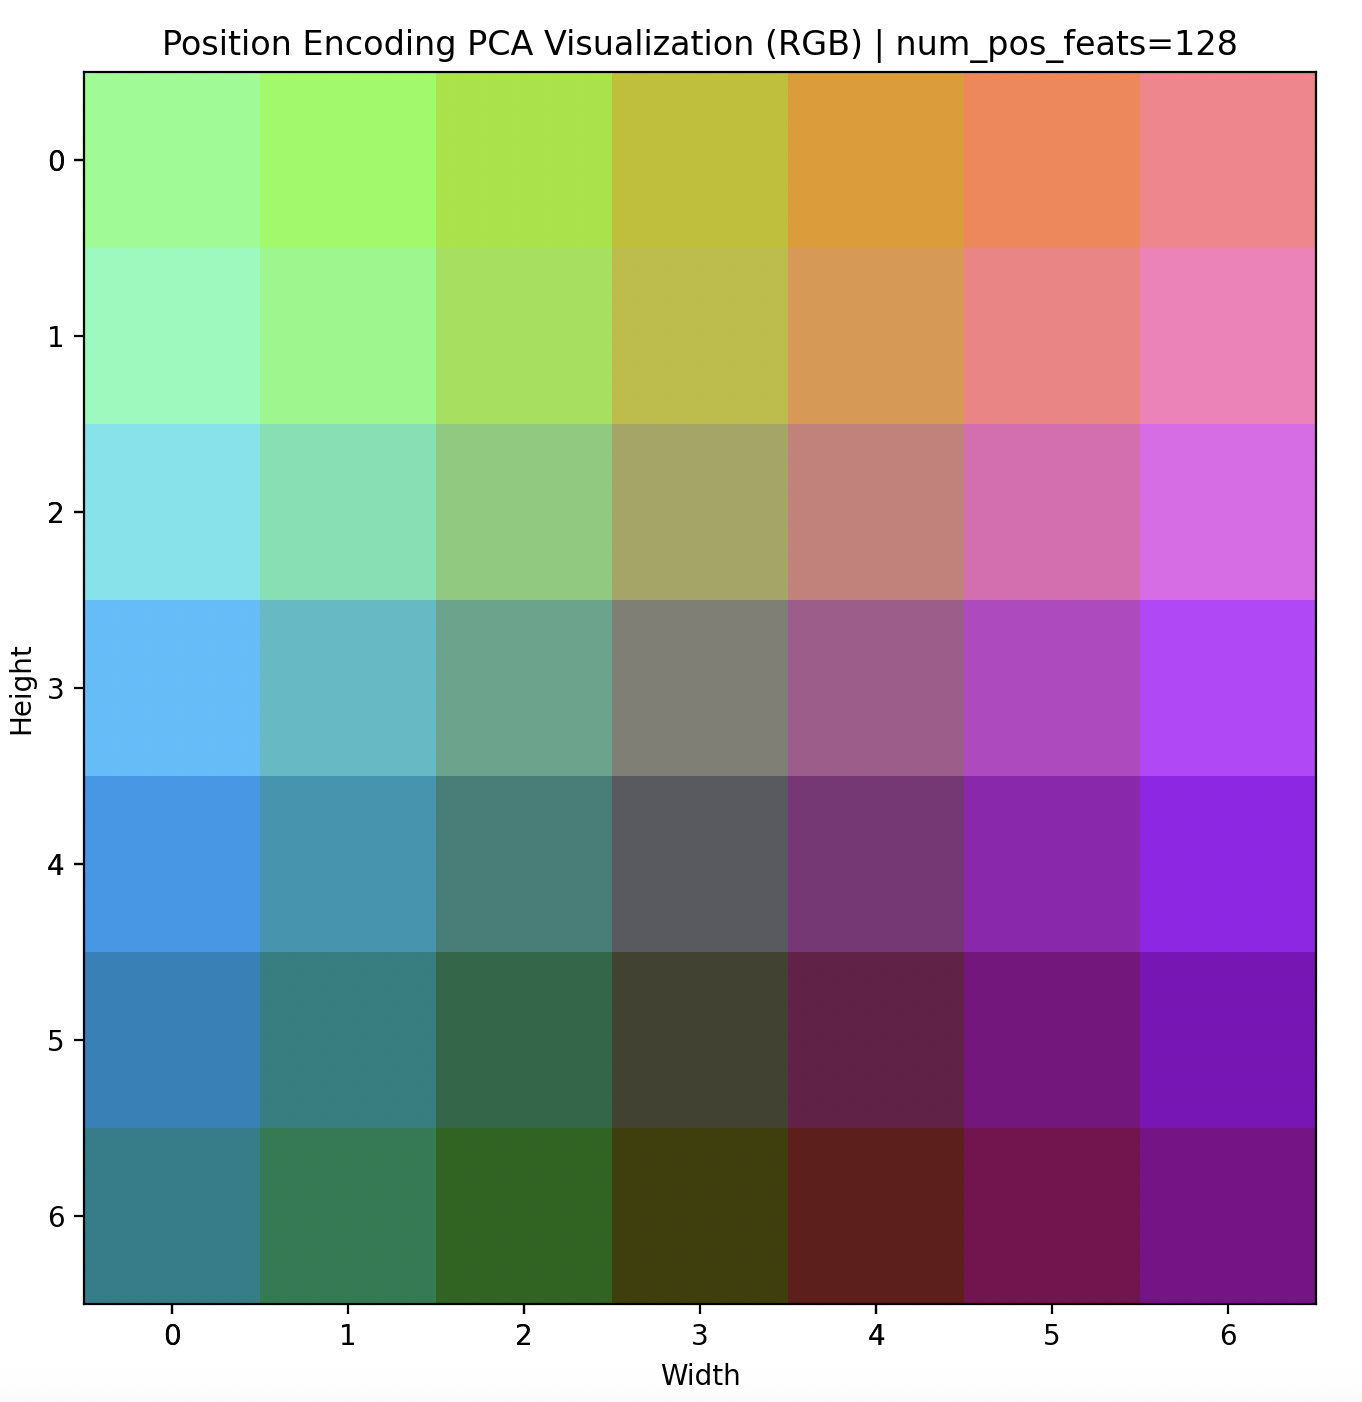 Position Encoding PCA Visualization (RGB) | num_pos_feats=128
0
1
2
3
4
5
6
Height
0 1 2 3 4 5 6
Width